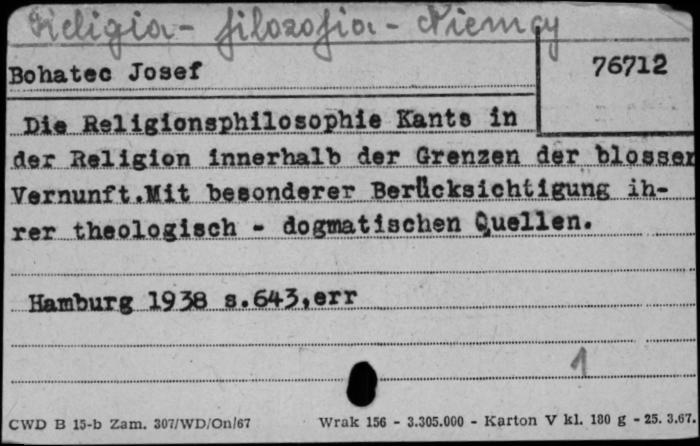 Religia - filozofia - Niemcy
Bohatec Josef
76712
Die Religionsphilosophie Kants in
der Religion innerhalb der Grenzen der blossen
Vernunft.Mit besonderer Berücksichtigung ih-
rer theologisch - dogmatischen Quellen.
Hamburg 1938 s.643,err
1
CWD B 15-b Zam. 307/WD/On/67 Wrak 156 - 3.305.000 - Karton V kl. 180 g - 25. 3.67.